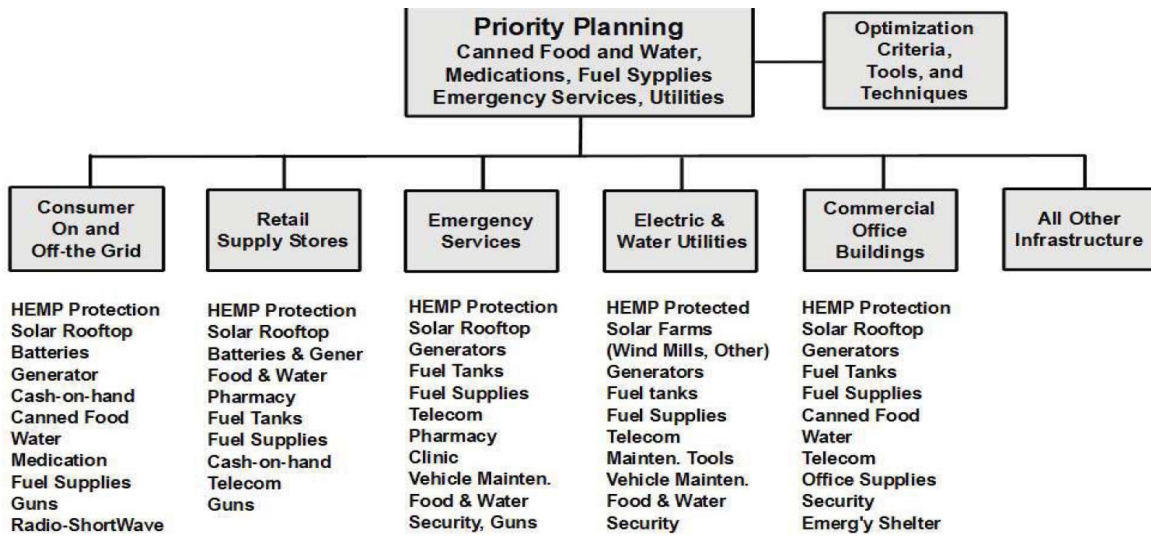 Priority Planning
Canned Food and Water,
Medications, Fuel Sypplies
Emergency Services, Utilities
Optimization
Criteria,
Tools, and
Techniques
Consumer
On and
Off-the Grid
Retail
Supply Stores
Emergency
Services
Electric &
Water Utilities
Commercial
Office
Buildings
All Other
Infrastructure
HEMP Protection
Solar Rooftop
Batteries
Generator
Cash-on-hand
Canned Food
Water
Medication
Fuel Supplies
Guns
Radio-ShortWave
HEMP Protection
Solar Rooftop
Batteries & Gener
Food & Water
Pharmacy
Fuel Tanks
Fuel Supplies
Cash-on-hand
Telecom
Guns
HEMP Protection
Solar Rooftop
Generators
Fuel Tanks
Fuel Supplies
Telecom
Pharmacy
Clinic
Vehicle Mainten.
Food & Water
Security, Guns
HEMP Protected
Solar Farms
(Wind Mills, Other)
Generators
Fuel tanks
Fuel Supplies
Telecom
Mainten. Tools
Vehicle Mainten.
Food & Water
Security
HEMP Protection
Solar Rooftop
Generators
Fuel Tanks
Fuel Supplies
Canned Food
Water
Telecom
Office Supplies
Security
Emerg'y Shelter